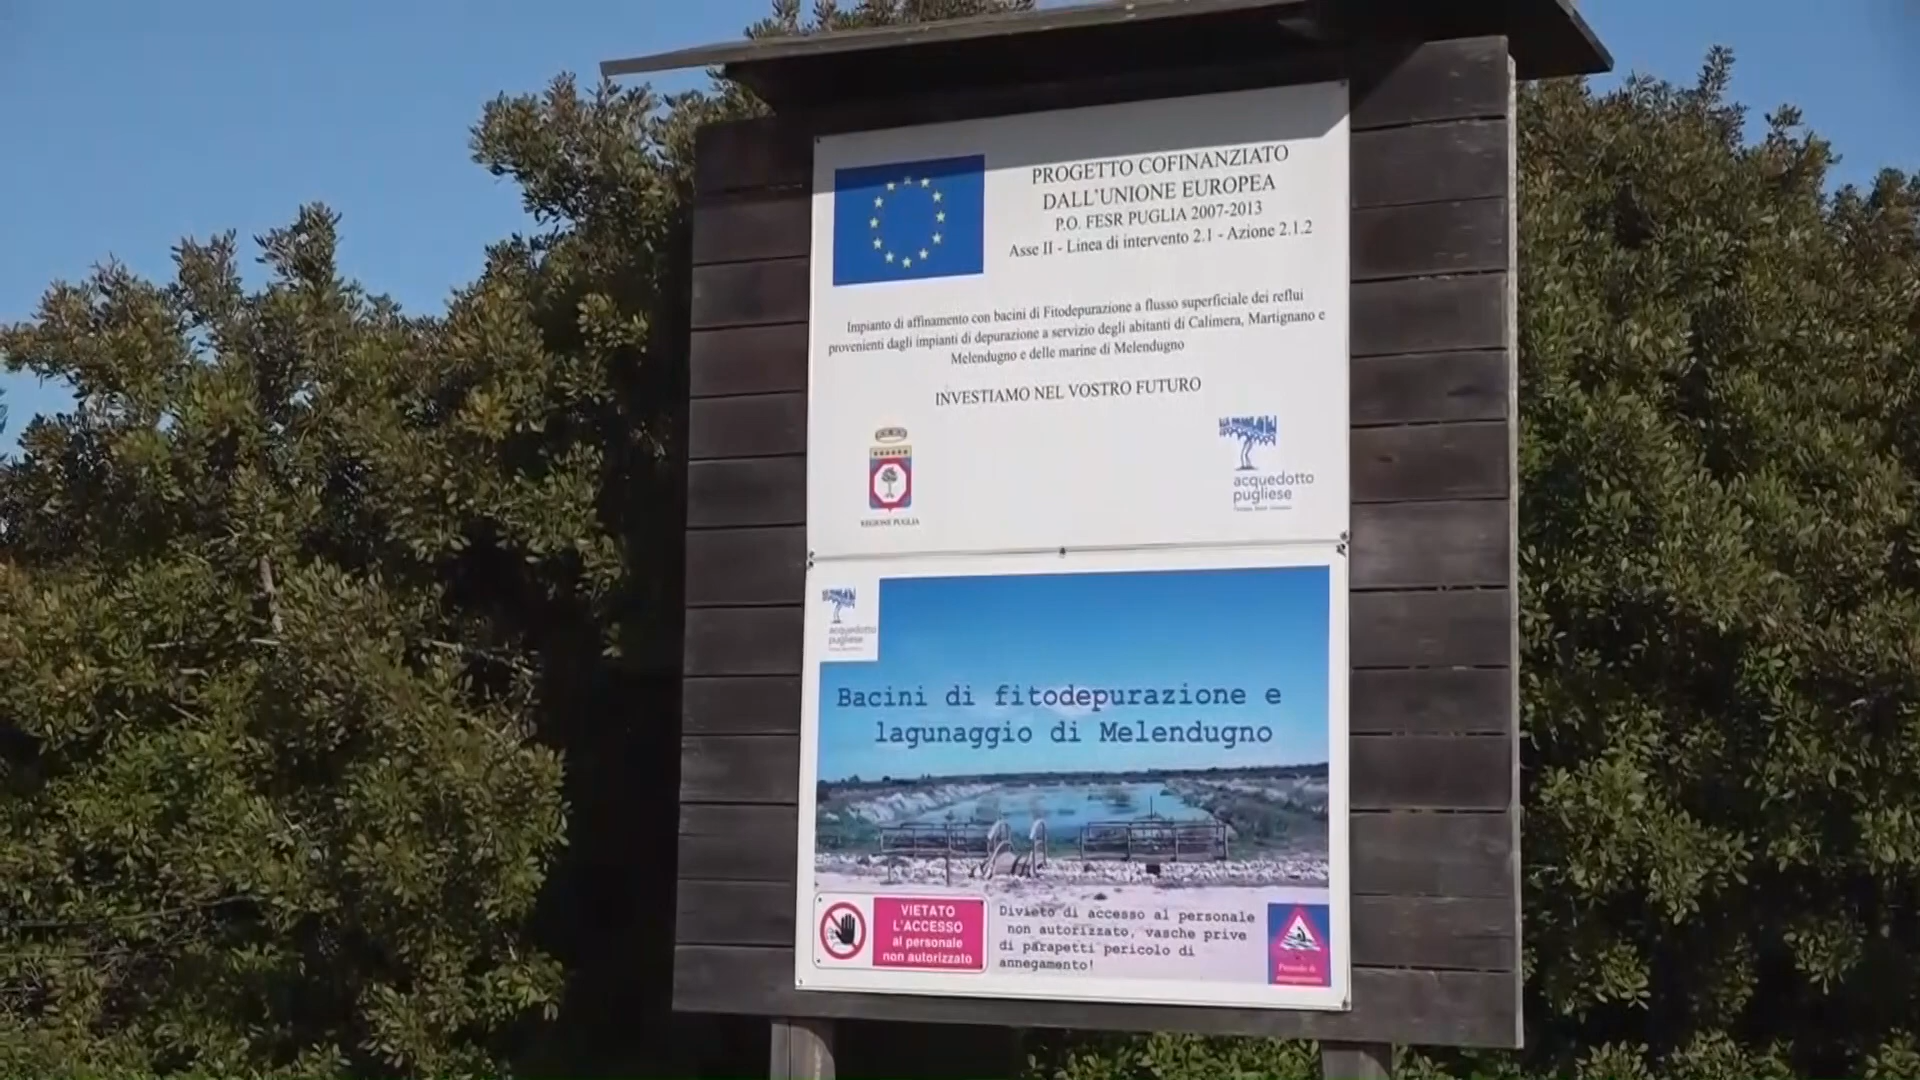 PROGETTO COFINANZIATO
DALL'UNIONE EUROPEA
P.O. FESR PUGLIA 2007-2013
Asse II - Linea di intervento 2.1 - Azione 2.1.2
Impianto di affinamento con bacini di Fitodepurazione a flusso superficiale dei reflui
provenienti dagli impianti di depurazione a servizio degli abitanti di Calimera, Martignano e
Melendugno e delle marine di Melendugno
INVESTIAMO NEL VOSTRO FUTURO
REGIONE PUGLIA
acquedotto
pugliese
acquedotto
pugliese
Bacini di fitodepurazione e
lagunaggio di Melendugno
VIETATO
L'ACCESSO
al personale
non autorizzato
Divieto di accesso al personale
non autorizzato, vasche prive
di parapetti pericolo di
annegamento!
Pericolo di
annegamento